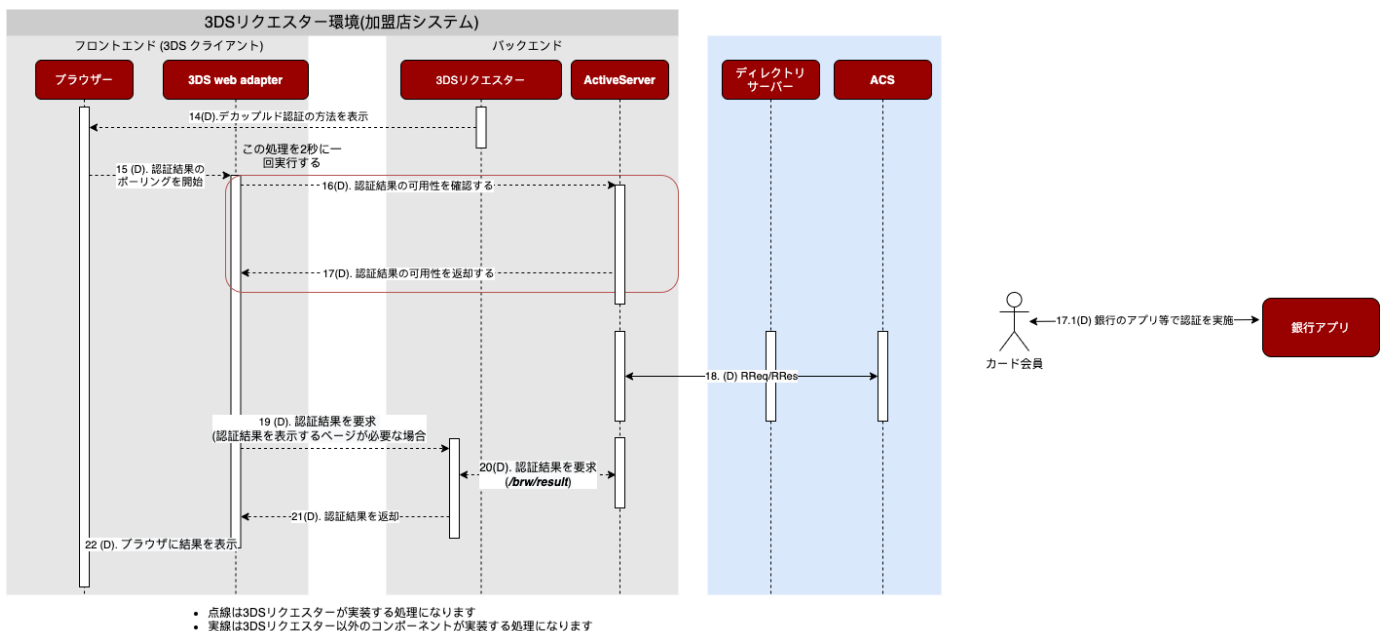 3DSリクエスター環境(加盟店システム)
フロントエンド (3DS クライアント)
バックエンド
ブラウザー
3DS web adapter
3DSリクエスター
ActiveServer
ディレクトリ
サーバー
ACS
14(D).デカップルド認証の方法を表示
この処理を2秒に一
回実行する
15 (D). 認証結果の
ポーリングを開始
16(D). 認証結果の可用性を確認する
17(D). 認証結果の可用性を返却する
17.1(D) 銀行のアプリ等で認証を実施
銀行アプリ
カード会員
18. (D) RReq/RRes
19 (D). 認証結果を要求
(認証結果を表示するページが必要な場合
20(D). 認証結果を要求
(/brw/result)
21(D). 認証結果を返却
22 (D). ブラウザに結果を表示
• 点線は3DSリクエスターが実装する処理になります
• 実線は3DSリクエスター以外のコンポーネントが実装する処理になります